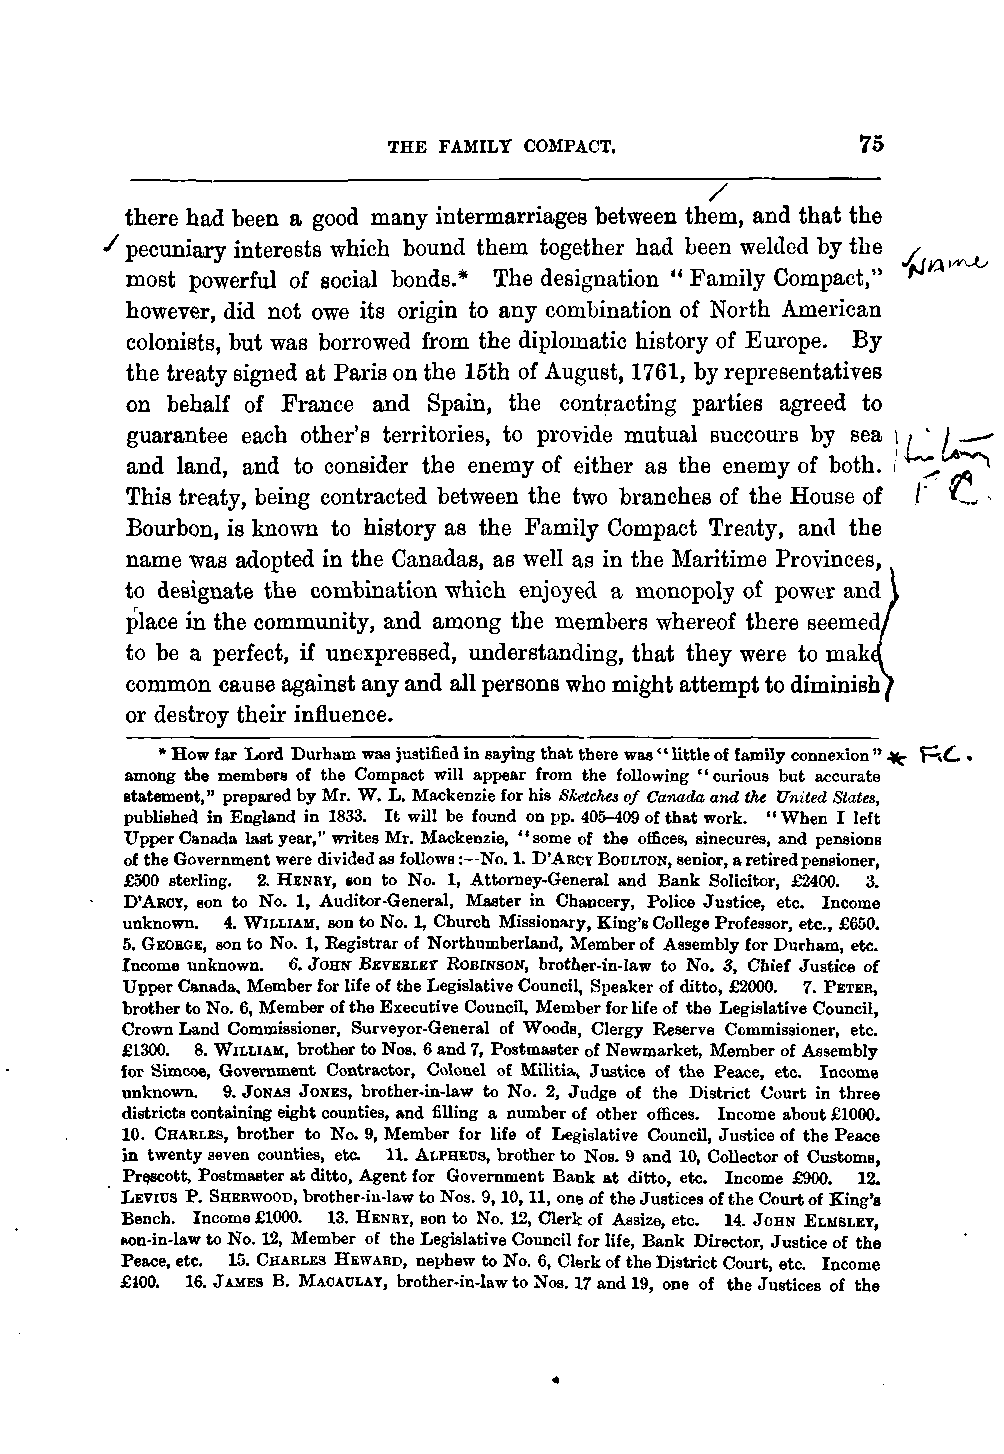 THE FAMILY COMPACT. 75
there had been a good many intermarriages between them, and that the
pecuniary interests which bound them together had been welded by the
Name
most powerful of social bonds.* The designation "Family Compact,"
however, did not owe its origin to any combination of North American
colonists, but was borrowed from the diplomatic history of Europe. By
the treaty signed at Paris on the 15th of August, 1761, by representatives
on behalf of France and Spain, the contracting parties agreed to
guarantee each other's territories, to provide mutual succours by sea
and land, and to consider the enemy of either as the enemy of both.
This treaty, being contracted between the two branches of the House of
F C.
Bourbon, is known to history as the Family Compact Treaty, and the
name was adopted in the Canadas, as well as in the Maritime Provinces,
to designate the combination which enjoyed a monopoly of power and
place in the community, and among the members whereof there seemed
to be a perfect, if unexpressed, understanding, that they were to make
common cause against any and all persons who might attempt to diminish
or destroy their influence.
* How far Lord Durham was justified in saying that there was "little of family connexion" * F.C.
among the members of the Compact will appear from the following "curious but accurate
statement," prepared by Mr. W. L. Mackenzie for his Sketches of Canada and the United States,
published in England in 1833. It will be found on pp. 405–409 of that work. "When I left
Upper Canada last year," writes Mr. Mackenzie, "some of the offices, sinecures, and pensions
of the Government were divided as follows:—No. 1. D'ARCY BOULTON, senior, a retired pensioner,
£500 sterling. 2. HENRY, son to No. 1, Attorney-General and Bank Solicitor, £2400. 3.
D'ARCY, son to No. 1, Auditor-General, Master in Chancery, Police Justice, etc. Income
unknown. 4. WILLIAM, son to No. 1, Church Missionary, King's College Professor, etc., £650.
5. GEORGE, son to No. 1, Registrar of Northumberland, Member of Assembly for Durham, etc.
Income unknown. 6. JOHN BEVERLEY ROBINSON, brother-in-law to No. 3, Chief Justice of
Upper Canada, Member for life of the Legislative Council, Speaker of ditto, £2000. 7. PETER,
brother to No. 6, Member of the Executive Council, Member for life of the Legislative Council,
Crown Land Commissioner, Surveyor-General of Woods, Clergy Reserve Commissioner, etc.
£1300. 8. WILLIAM, brother to Nos. 6 and 7, Postmaster of Newmarket, Member of Assembly
for Simcoe, Government Contractor, Colonel of Militia, Justice of the Peace, etc. Income
unknown. 9. JONAS JONES, brother-in-law to No. 2, Judge of the District Court in three
districts containing eight counties, and filling a number of other offices. Income about £1000.
10. CHARLES, brother to No. 9, Member for life of Legislative Council, Justice of the Peace
in twenty seven counties, etc. 11. ALPHEUS, brother to Nos. 9 and 10, Collector of Customs,
Prescott, Postmaster at ditto, Agent for Government Bank at ditto, etc. Income £900. 12.
LEVIUS P. SHERWOOD, brother-in-law to Nos. 9, 10, 11, one of the Justices of the Court of King's
Bench. Income £1000. 13. HENRY, son to No. 12, Clerk of Assize, etc. 14. JOHN ELMSLEY,
son-in-law to No. 12, Member of the Legislative Council for life, Bank Director, Justice of the
Peace, etc. 15. CHARLES HEWARD, nephew to No. 6, Clerk of the District Court, etc. Income
£400. 16. JAMES B. MACAULAY, brother-in-law to Nos. 17 and 19, one of the Justices of the